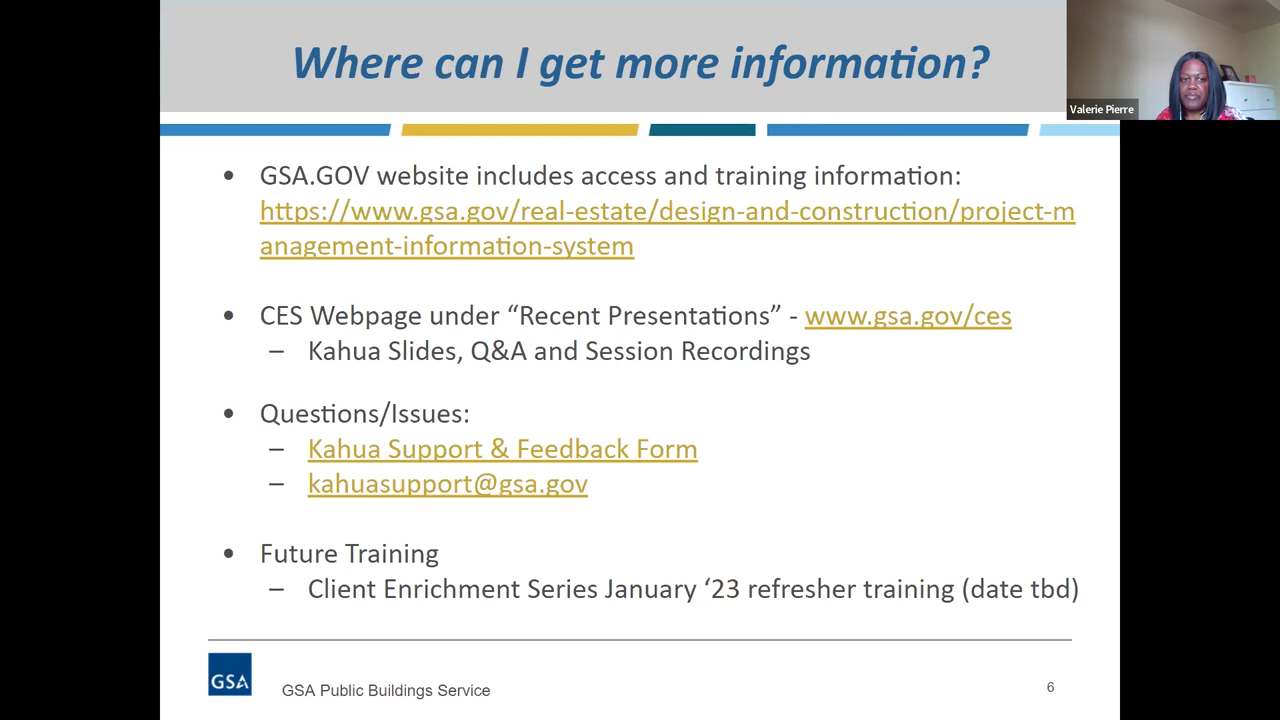 Where can I get more information?
Valerie Pierre
• GSA.GOV website includes access and training information:
https://www.gsa.gov/real-estate/design-and-construction/project-m
anagement-information-system
• CES Webpage under “Recent Presentations” - www.gsa.gov/ces
– Kahua Slides, Q&A and Session Recordings
• Questions/Issues:
– Kahua Support & Feedback Form
– kahuasupport@gsa.gov
• Future Training
– Client Enrichment Series January ‘23 refresher training (date tbd)
GSA
GSA Public Buildings Service
6